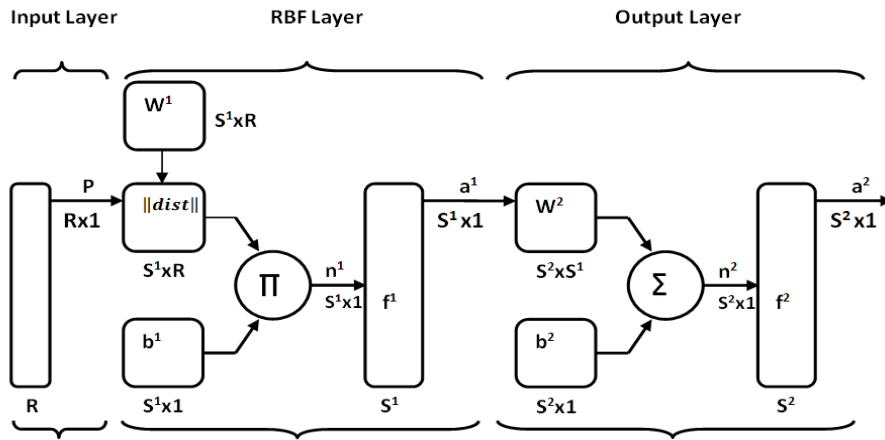 Input Layer RBF Layer Output Layer
W¹
S¹xR
P a¹ a²
‖dist‖ W²
Rx1 S¹x1 S²x1
S¹xR S²xS¹
Π n¹ Σ n²
S¹x1 f¹ S²x1 f²
b¹ b²
R S¹x1 S¹ S²x1 S²